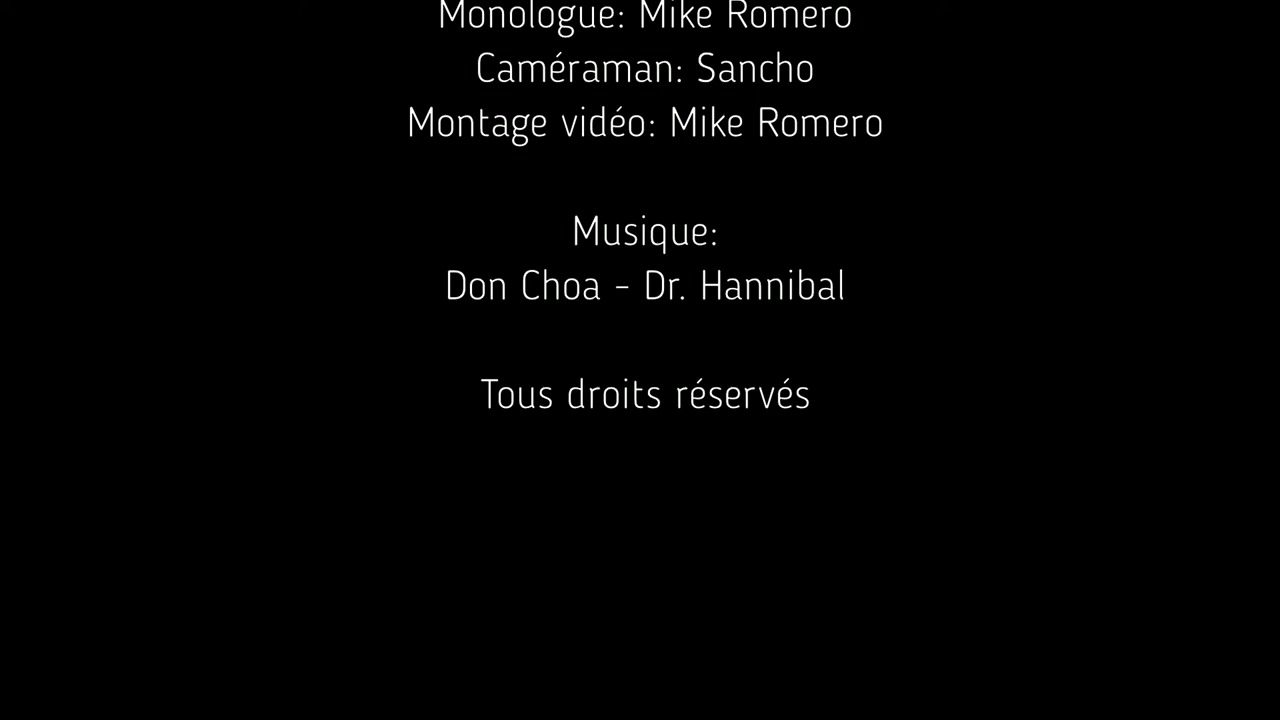 Monologue: Mike Romero
Caméraman: Sancho
Montage vidéo: Mike Romero
Musique:
Don Choa - Dr. Hannibal
Tous droits réservés